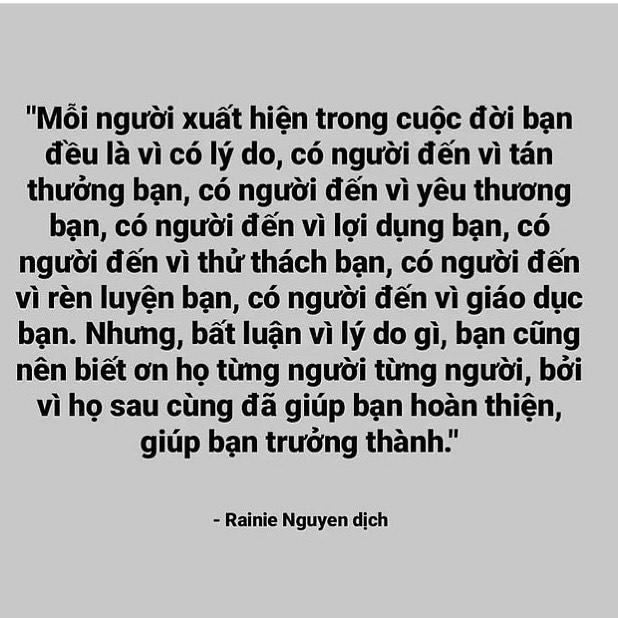 "Mỗi người xuất hiện trong cuộc đời bạn
đều là vì có lý do, có người đến vì tán
thưởng bạn, có người đến vì yêu thương
bạn, có người đến vì lợi dụng bạn, có
người đến vì thử thách bạn, có người đến
vì rèn luyện bạn, có người đến vì giáo dục
bạn. Nhưng, bất luận vì lý do gì, bạn cũng
nên biết ơn họ từng người từng người, bởi
vì họ sau cùng đã giúp bạn hoàn thiện,
giúp bạn trưởng thành."
- Rainie Nguyen dịch